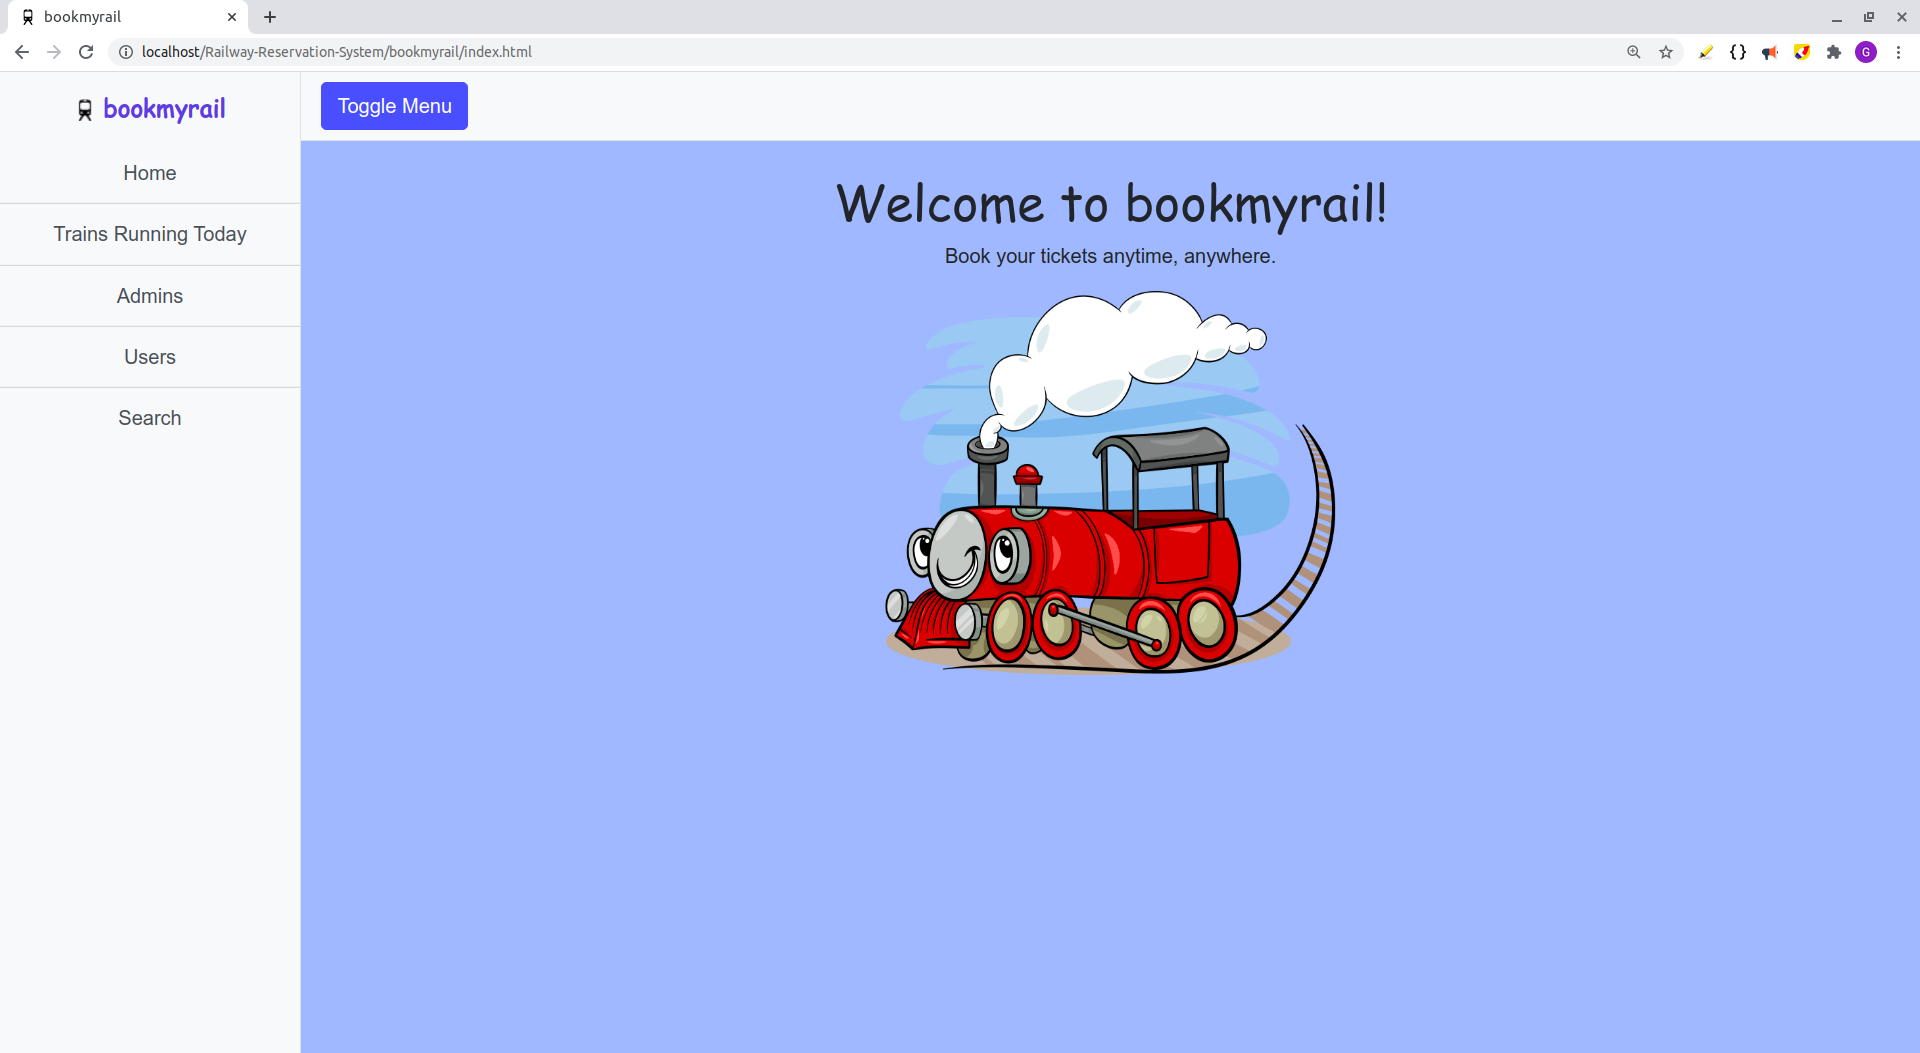 bookmyrail
localhost/Railway-Reservation-System/bookmyrail/index.html
G
bookmyrail
Toggle Menu
Home
Trains Running Today
Admins
Users
Search
Welcome to bookmyrail!
Book your tickets anytime, anywhere.